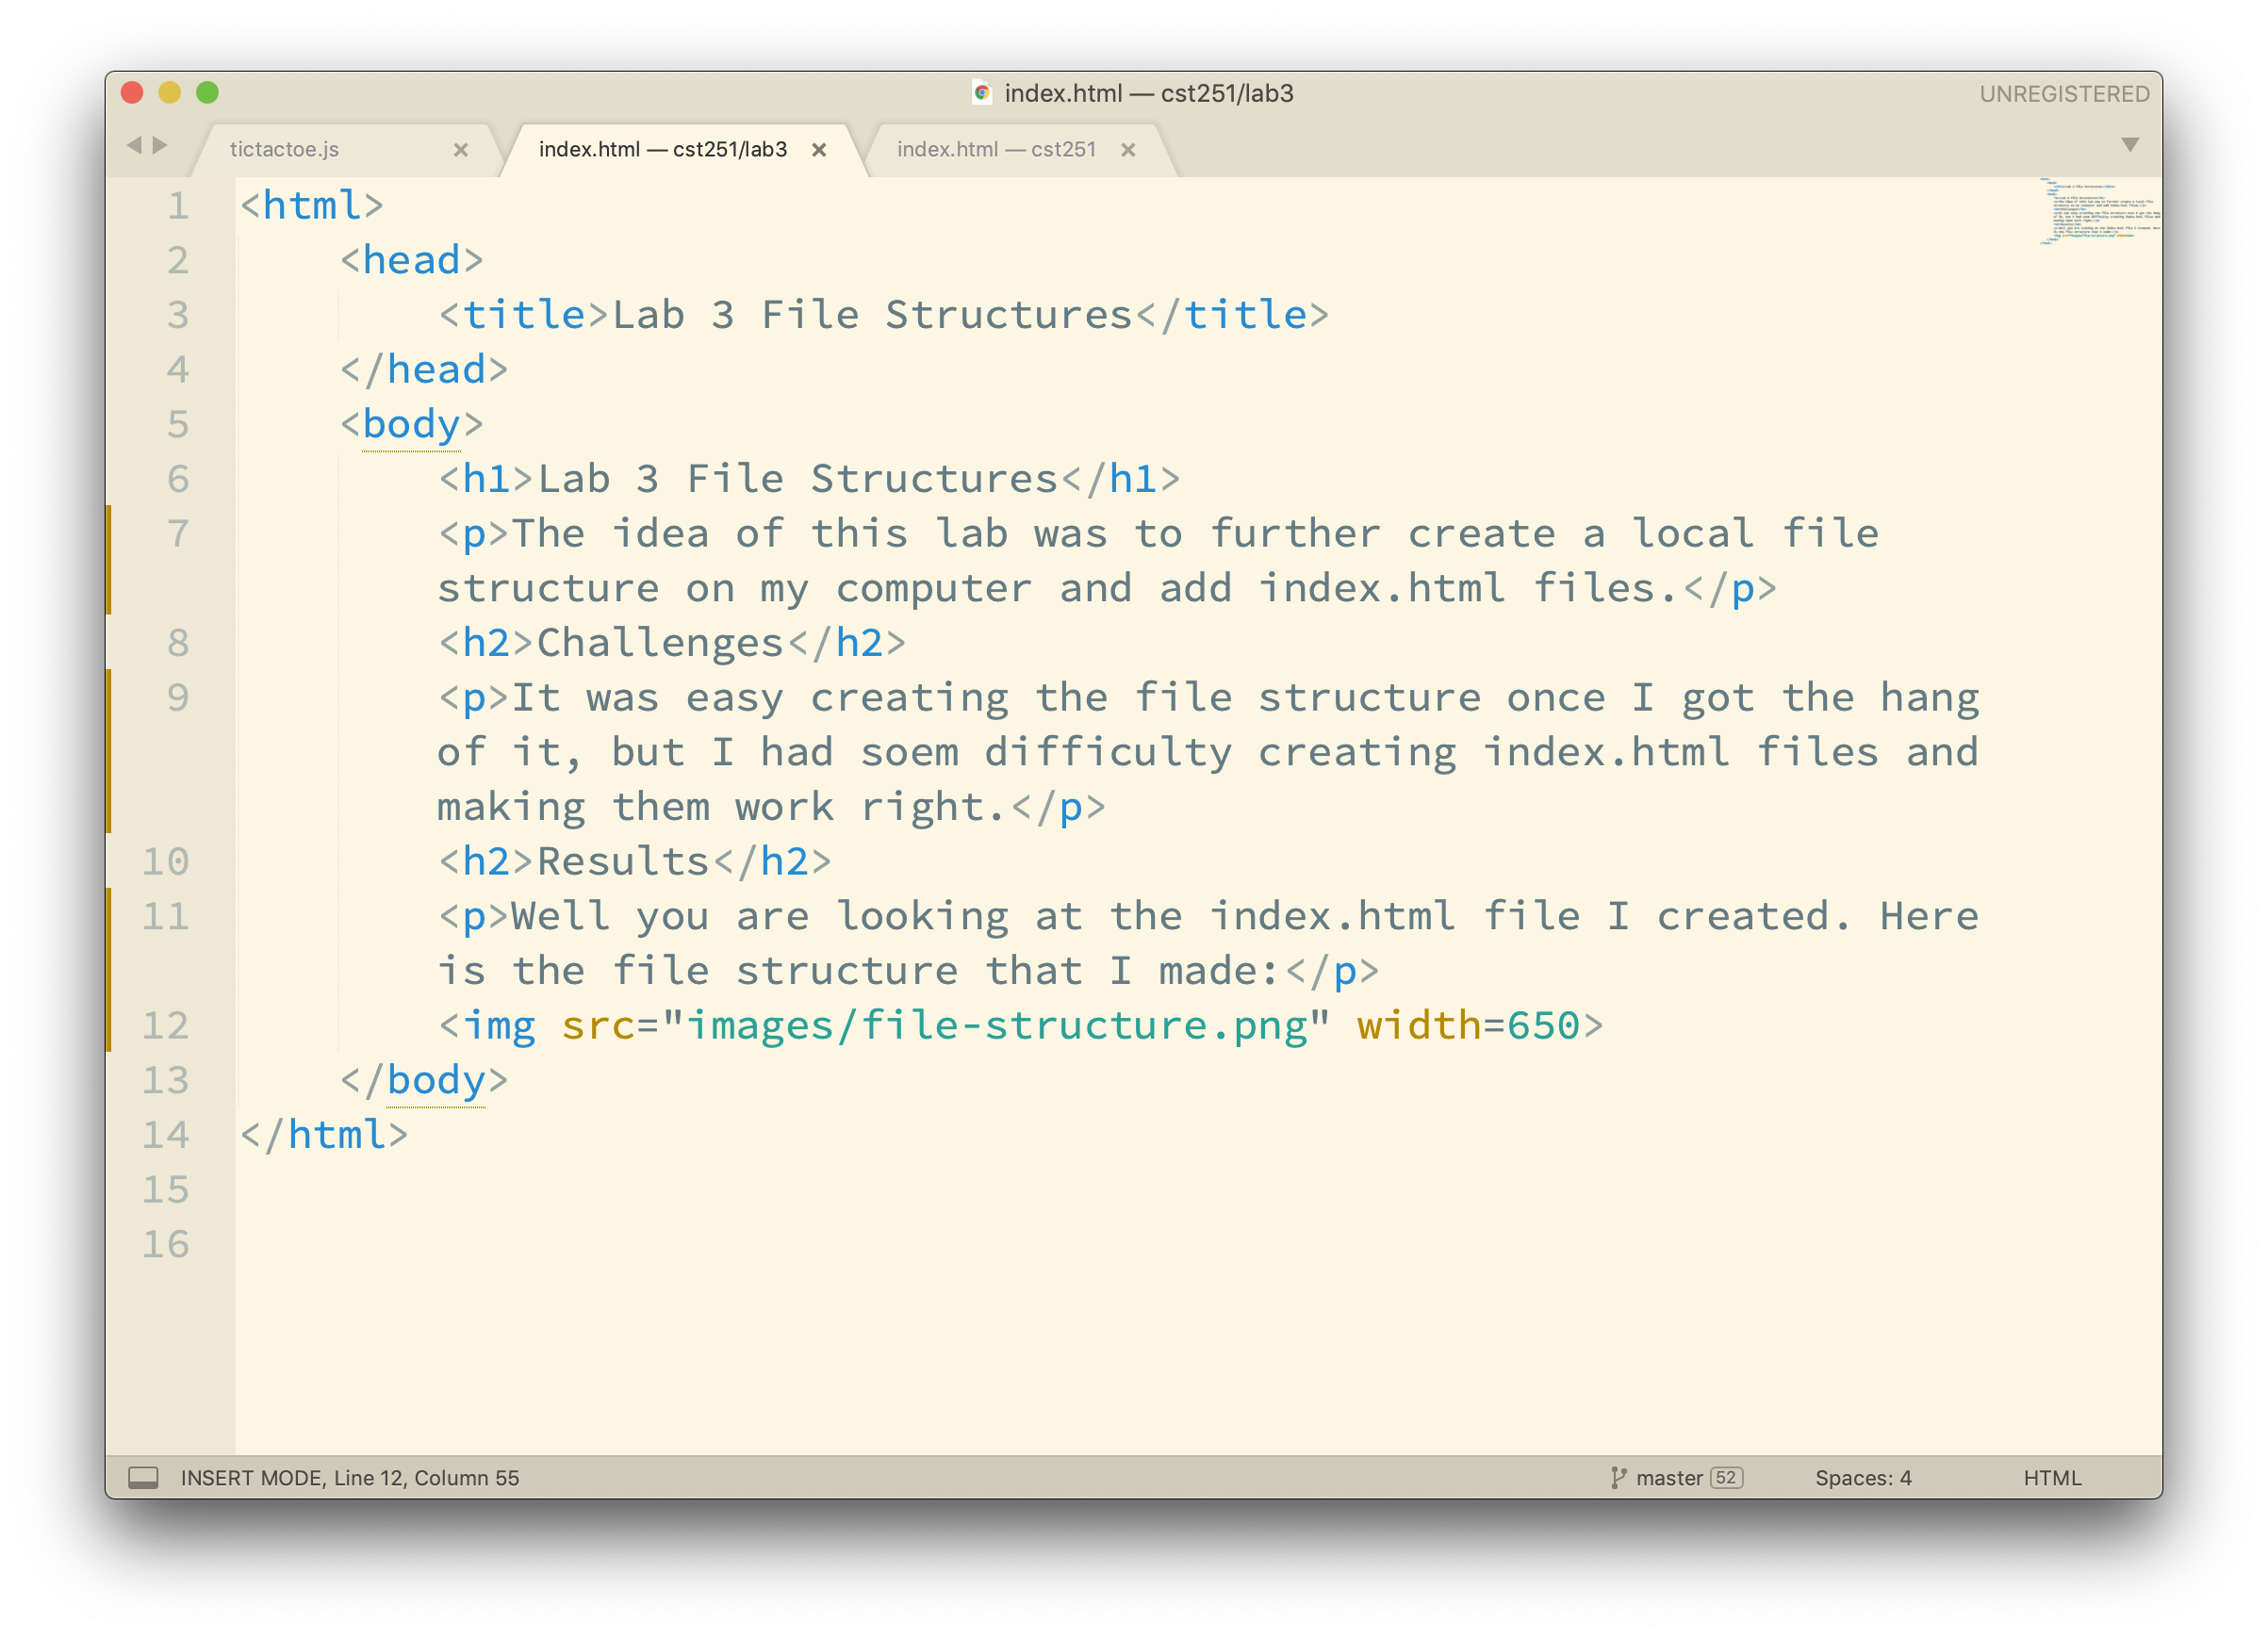 index.html — cst251/lab3
UNREGISTERED
tictactoe.js
index.html — cst251/lab3
index.html — cst251
1 <html>
2 <head>
3 <title>Lab 3 File Structures</title>
4 </head>
5 <body>
6 <h1>Lab 3 File Structures</h1>
7 <p>The idea of this lab was to further create a local file
structure on my computer and add index.html files.</p>
8 <h2>Challenges</h2>
9 <p>It was easy creating the file structure once I got the hang
of it, but I had soem difficulty creating index.html files and
making them work right.</p>
10 <h2>Results</h2>
11 <p>Well you are looking at the index.html file I created. Here
is the file structure that I made:</p>
12 <img src="images/file-structure.png" width=650>
13 </body>
14 </html>
15
16
INSERT MODE, Line 12, Column 55
master 52
Spaces: 4
HTML